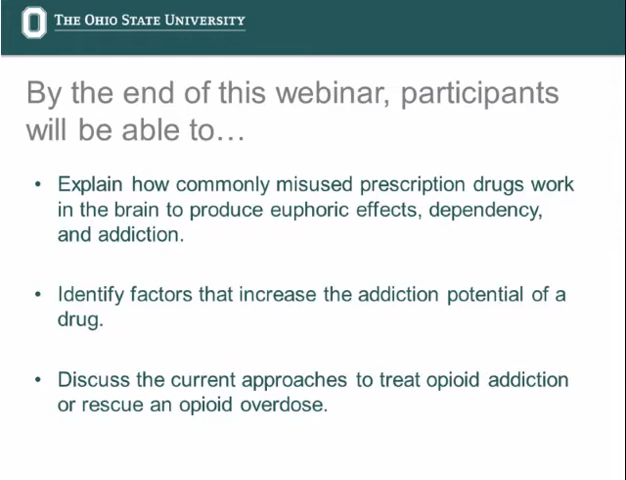 THE OHIO STATE UNIVERSITY
By the end of this webinar, participants
will be able to…
• Explain how commonly misused prescription drugs work
in the brain to produce euphoric effects, dependency,
and addiction.
• Identify factors that increase the addiction potential of a
drug.
• Discuss the current approaches to treat opioid addiction
or rescue an opioid overdose.